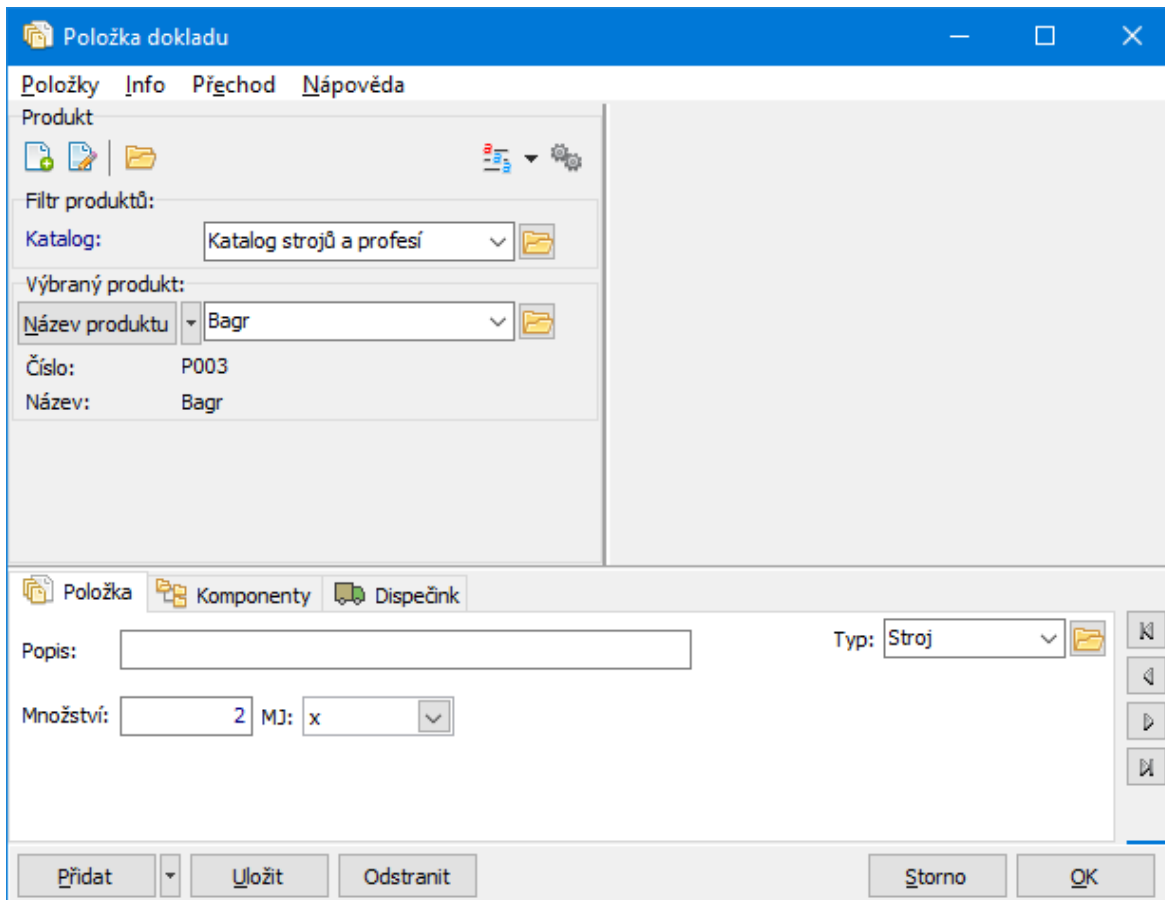 Položka dokladu
Položky Info Přechod Nápověda
Produkt
Filtr produktů:
Katalog: Katalog strojů a profesí
Výbraný produkt:
Název produktu Bagr
Číslo: P003
Název: Bagr
Položka Komponenty Dispečink
Popis: Typ: Stroj
Množství: 2 MJ: x
Přidat Uložit Odstranit Storno OK